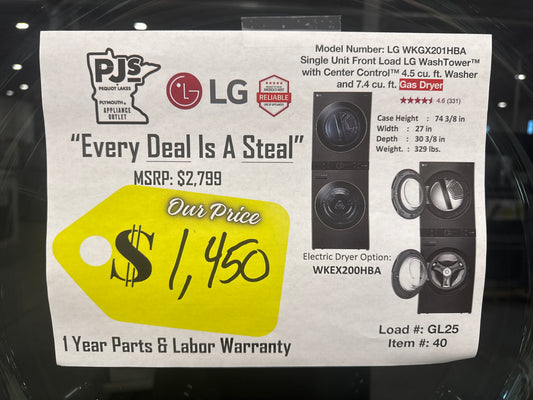 PJ's
PEQUOT LAKES
PLYMOUTH
APPLIANCE
OUTLET
LG
RELIABLE
Model Number: LG WKGX201HBA
Single Unit Front Load LG WashTower™
with Center Control™ 4.5 cu. ft. Washer
and 7.4 cu. ft. Gas Dryer
4.6 (331)
Case Height : 74 3/8 in
Width : 27 in
Depth : 30 3/8 in
Weight. : 329 lbs.
"Every Deal Is A Steal"
MSRP: $2,799
Our Price
$1,450
Electric Dryer Option:
WKEX200HBA
1 Year Parts & Labor Warranty
Load #: GL25
Item #: 40